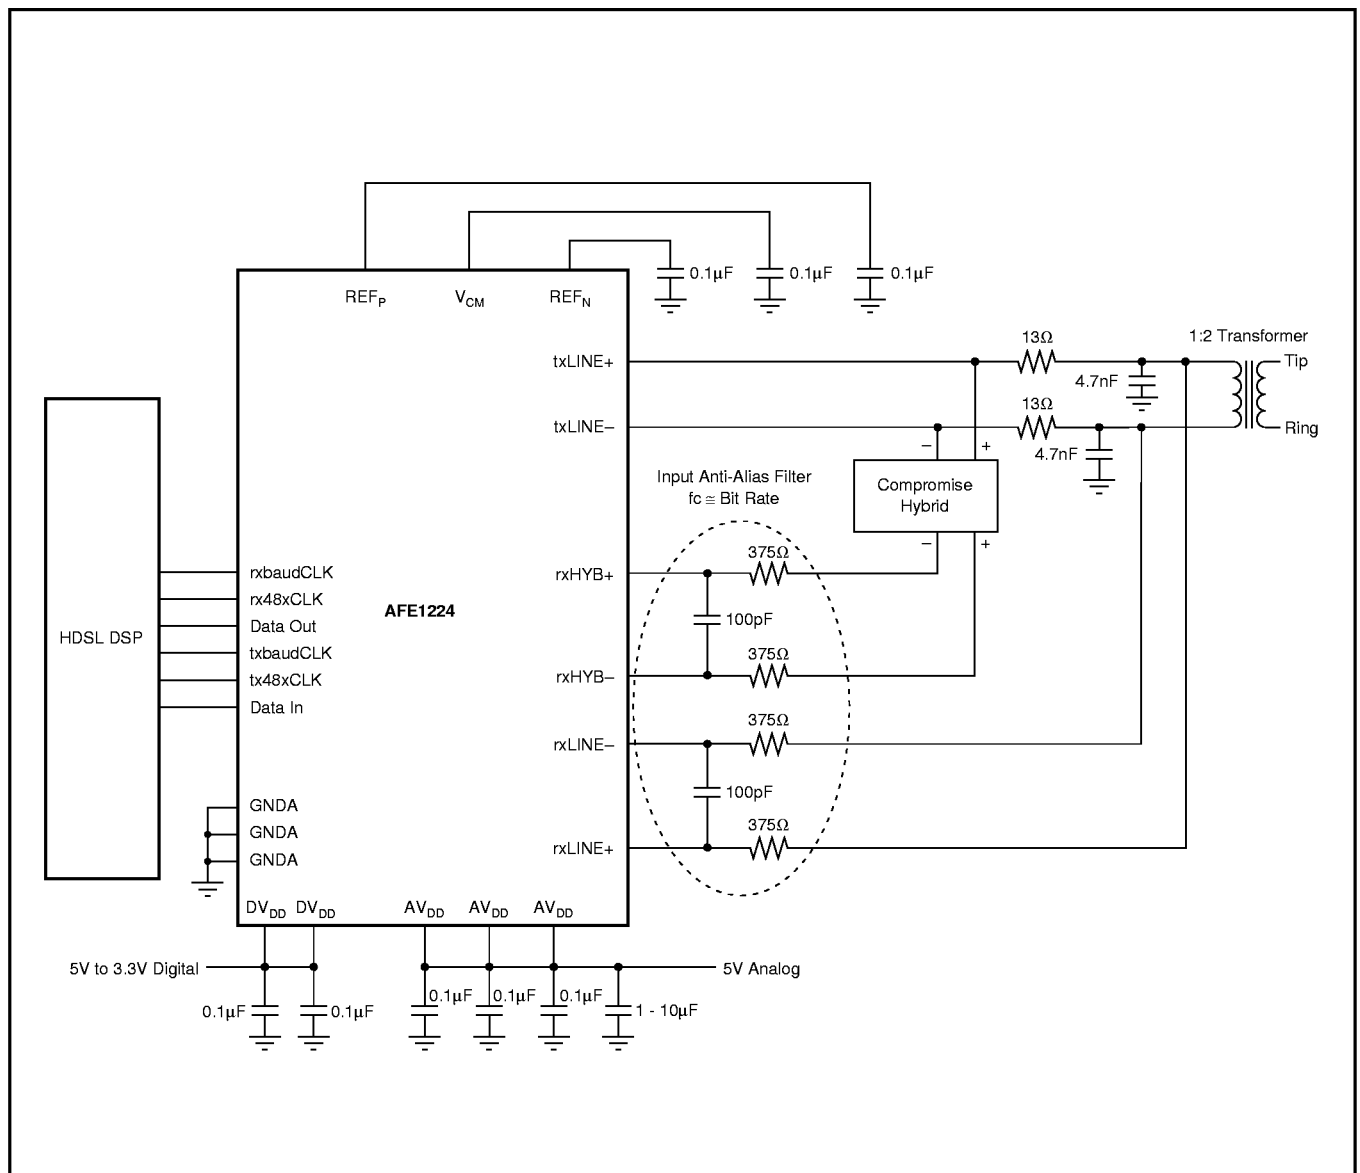 0.1µF
0.1µF
0.1µF
REFP
VCM
REFN
1:2 Transformer
13Ω
txLINE+
Tip
4.7nF
13Ω
txLINE–
Ring
– +
4.7nF
Input Anti-Alias Filter
fc ≅ Bit Rate
Compromise
Hybrid
– +
375Ω
rxbaudCLK
rxHYB+
rx48xCLK
AFE1224
100pF
Data Out
HDSL DSP
txbaudCLK
375Ω
tx48xCLK
rxHYB–
Data In
375Ω
rxLINE–
100pF
GNDA
GNDA
375Ω
rxLINE+
GNDA
DVDD
DVDD
AVDD
AVDD
AVDD
5V to 3.3V Digital
5V Analog
0.1µF
0.1µF
0.1µF
0.1µF
0.1µF
1 - 10µF